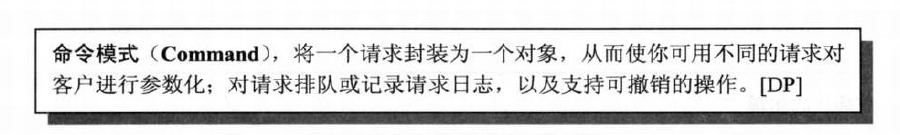 命令模式（Command），将一个请求封装为一个对象，从而使你可用不同的请求对
客户进行参数化；对请求排队或记录请求日志，以及支持可撤销的操作。[DP]